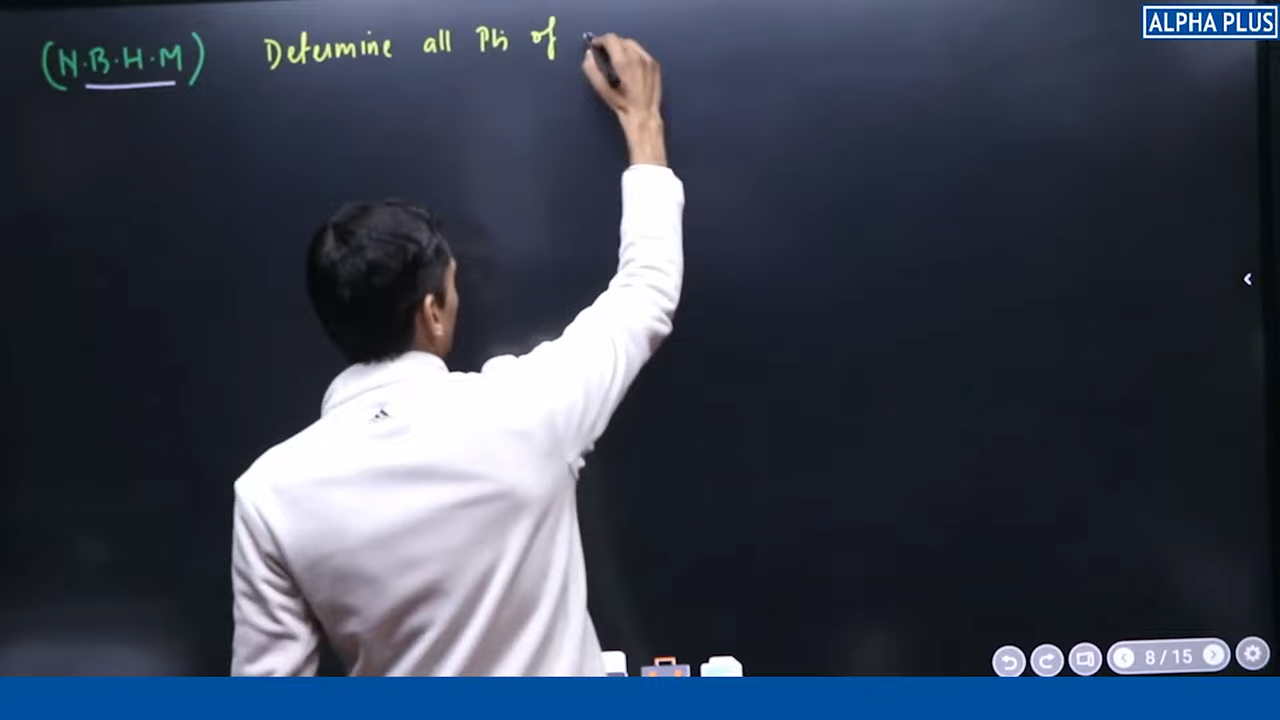 ALPHA PLUS
(N.B.H.M) Determine all Pts of
8/15